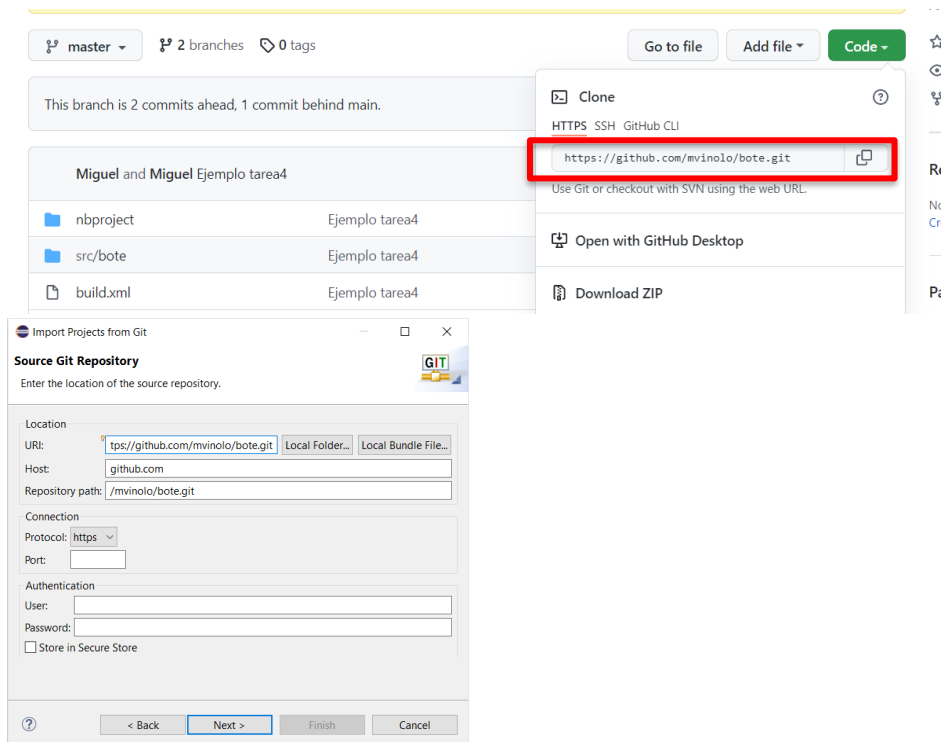 master
2 branches
0 tags
Go to file
Add file
Code
This branch is 2 commits ahead, 1 commit behind main.
Clone
HTTPS SSH GitHub CLI
https://github.com/mvinolo/bote.git
Use Git or checkout with SVN using the web URL.
Miguel and Miguel Ejemplo tarea4
nbproject Ejemplo tarea4
src/bote Ejemplo tarea4
build.xml Ejemplo tarea4
Open with GitHub Desktop
Download ZIP
Import Projects from Git
Source Git Repository
GIT
Enter the location of the source repository.
Location
URI: tps://github.com/mvinolo/bote.git Local Folder... Local Bundle File...
Host: github.com
Repository path: /mvinolo/bote.git
Connection
Protocol: https
Port:
Authentication
User:
Password:
Store in Secure Store
< Back Next > Finish Cancel